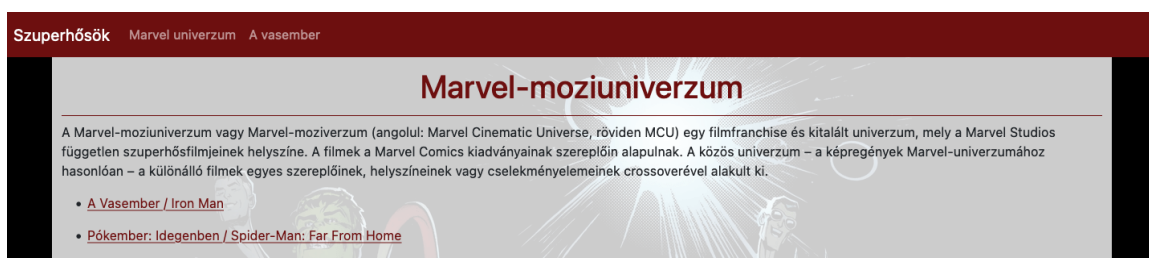 Szuperhősök Marvel univerzum A vasember
Marvel-moziuniverzum
A Marvel-moziuniverzum vagy Marvel-moziverzum (angolul: Marvel Cinematic Universe, röviden MCU) egy filmfranchise és kitalált univerzum, mely a Marvel Studios
független szuperhősfilmjeinek helyszíne. A filmek a Marvel Comics kiadványainak szereplőin alapulnak. A közös univerzum – a képregények Marvel-univerzumához
hasonlóan – a különálló filmek egyes szereplőinek, helyszíneinek vagy cselekményelemeinek crossoverével alakult ki.
• A Vasember / Iron Man
• Pókember: Idegenben / Spider-Man: Far From Home